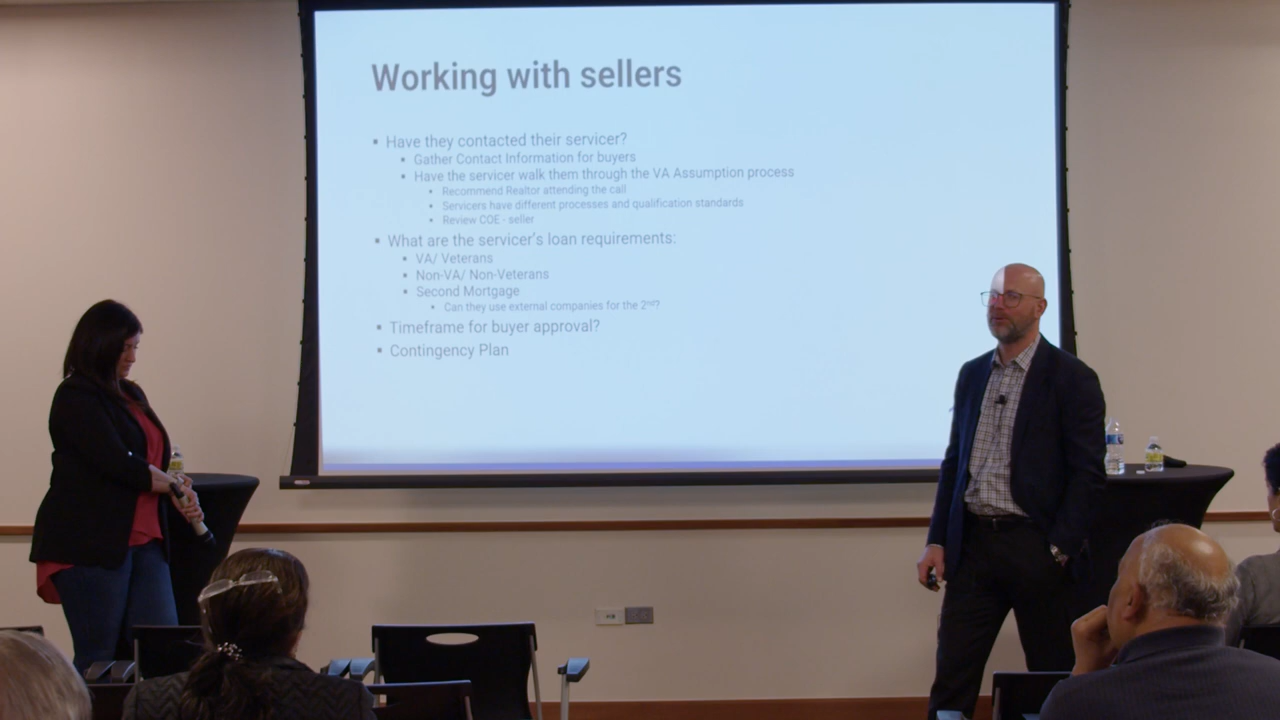 Working with sellers
▪ Have they contacted their servicer?
▪ Gather Contact Information for buyers
▪ Have the servicer walk them through the VA Assumption process
▪ Recommend Realtor attending the call
▪ Servicers have different processes and qualification standards
▪ Review COE - seller
▪ What are the servicer's loan requirements:
▪ VA/ Veterans
▪ Non-VA/ Non-Veterans
▪ Second Mortgage
▪ Can they use external companies for the 2nd?
▪ Timeframe for buyer approval?
▪ Contingency Plan